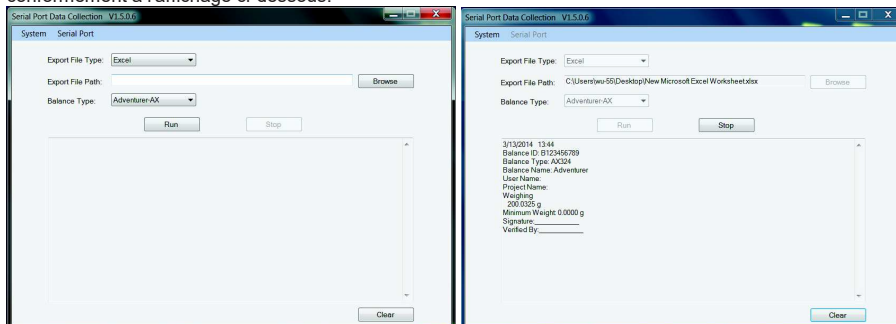 conformément à l'affichage ci-dessous.
Serial Port Data Collection V1.5.0.6
System Serial Port
Export File Type: Excel
Export File Path: Browse
Balance Type: Adventurer-AX
Run Stop
Clear
Serial Port Data Collection V1.5.0.6
System Serial Port
Export File Type: Excel
Export File Path: C:\Users\wu-55\Desktop\New Microsoft Excel Worksheet.xlsx Browse
Balance Type: Adventurer-AX
Run Stop
3/13/2014 13:44
Balance ID: B123456789
Balance Type: AX324
Balance Name: Adventurer
User Name:
Project Name:
Weighing
200.0325 g
Minimum Weight: 0.0000 g
Signature:___________
Verified By:___________
Clear